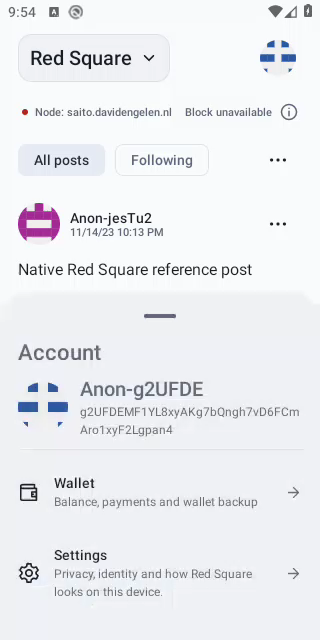 9:54
Red Square
Node: saito.davidengelen.nl Block unavailable
All posts Following
Anon-jesTu2
11/14/23 10:13 PM
Native Red Square reference post
Account
Anon-g2UFDE
g2UFDEMF1YL8xyAKg7bQngh7vD6FCm
Aro1xyF2Lgpan4
Wallet
Balance, payments and wallet backup
Settings
Privacy, identity and how Red Square
looks on this device.